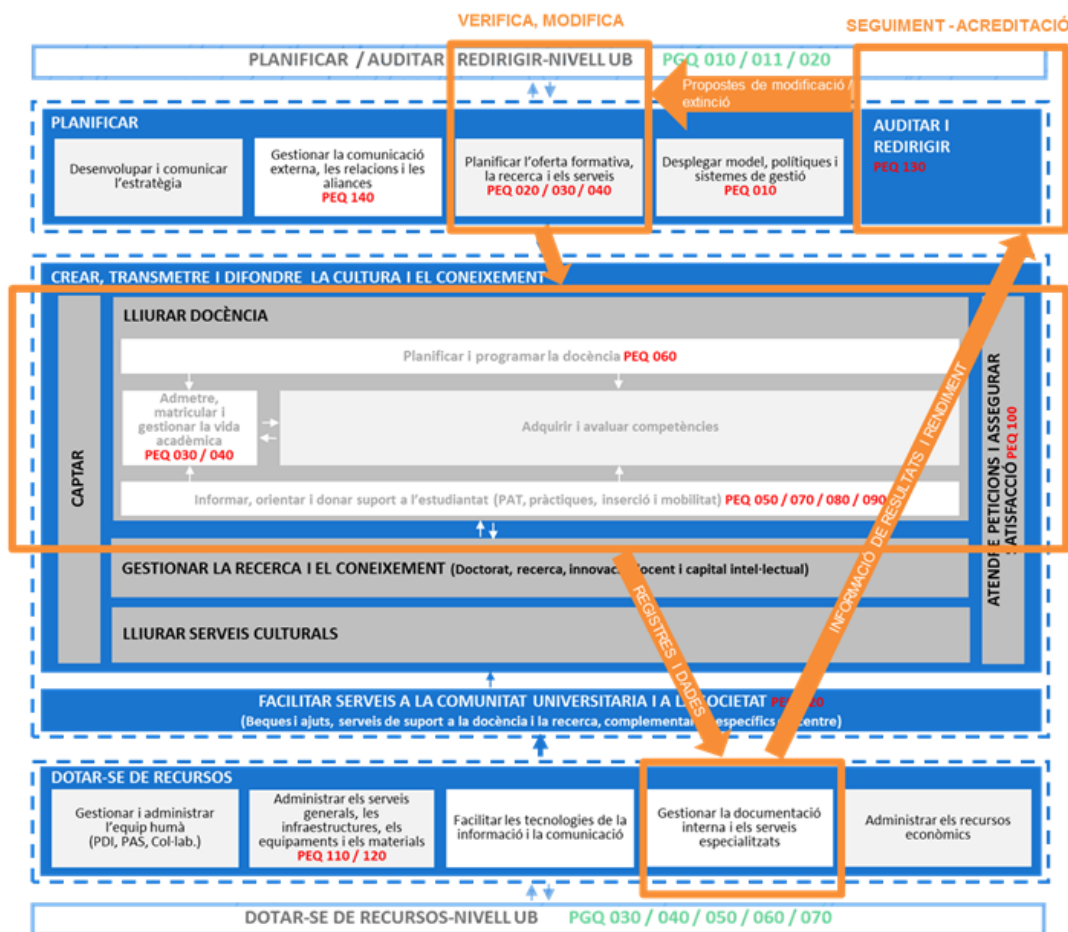 VERIFICA, MODIFICA
SEGUIMENT - ACREDITACIÓ
PLANIFICAR / AUDITAR REDIRIGIR-NIVELL UB PGQ 010 / 011 / 020
Propostes de modificació /
extinció
PLANIFICAR
Desenvolupar i comunicar
l’estratègia
Gestionar la comunicació
externa, les relacions i les
aliances
PEQ 140
Planificar l’oferta formativa,
la recerca i els serveis
PEQ 020 / 030 / 040
Desplegar model, polítiques i
sistemes de gestió
PEQ 010
AUDITAR I
REDIRIGIR
PEQ 130
CREAR, TRANSMETRE I DIFONDRE LA CULTURA I EL CONEIXEMENT
CAPTAR
LLIURAR DOCÈNCIA
Planificar i programar la docència PEQ 060
Admetre,
matricular i
gestionar la vida
acadèmica
PEQ 030 / 040
Adquirir i avaluar competències
Informar, orientar i donar suport a l’estudiantat (PAT, pràctiques, inserció i mobilitat) PEQ 050 / 070 / 080 / 090
GESTIONAR LA RECERCA I EL CONEIXEMENT (Doctorat, recerca, innovació docent i capital intel·lectual)
LLIURAR SERVEIS CULTURALS
ATENDRE PETICIONS I ASSEGURAR
SATISFACCIÓ PEQ 100
INFORMACIÓ DE RESULTATS I RENDIMENT
REGISTRES I DADES
FACILITAR SERVEIS A LA COMUNITAT UNIVERSITARIA I A LA SOCIETAT
(Beques i ajuts, serveis de suport a la docència i la recerca, complementaris específics centre)
DOTAR-SE DE RECURSOS
Gestionar i administrar
l’equip humà
(PDI, PAS, Col·lab.)
Administrar els serveis
generals, les
infraestructures, els
equipaments i els materials
PEQ 110 / 120
Facilitar les tecnologies de la
informació i la comunicació
Gestionar la documentació
interna i els serveis
especialitzats
Administrar els recursos
econòmics
DOTAR-SE DE RECURSOS-NIVELL UB PGQ 030 / 040 / 050 / 060 / 070